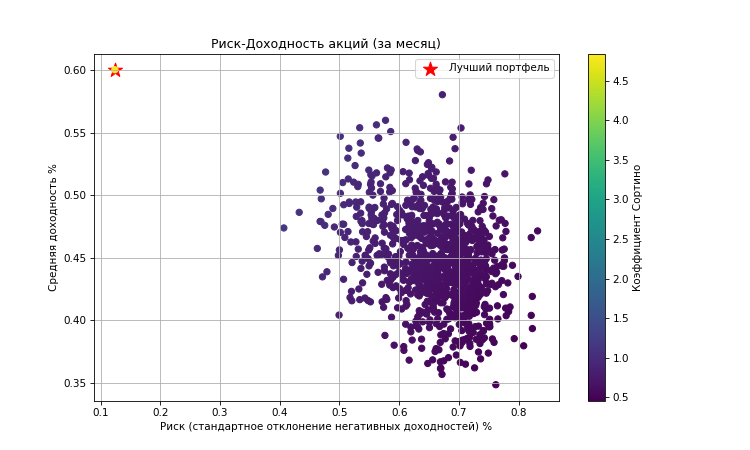 Риск-Доходность акций (за месяц)
Лучший портфель
Средняя доходность %
0.60
0.55
0.50
0.45
0.40
0.35
0.1 0.2 0.3 0.4 0.5 0.6 0.7 0.8
Риск (стандартное отклонение негативных доходностей) %
4.5
4.0
3.5
3.0
2.5
2.0
1.5
1.0
0.5
Коэффициент Сортино